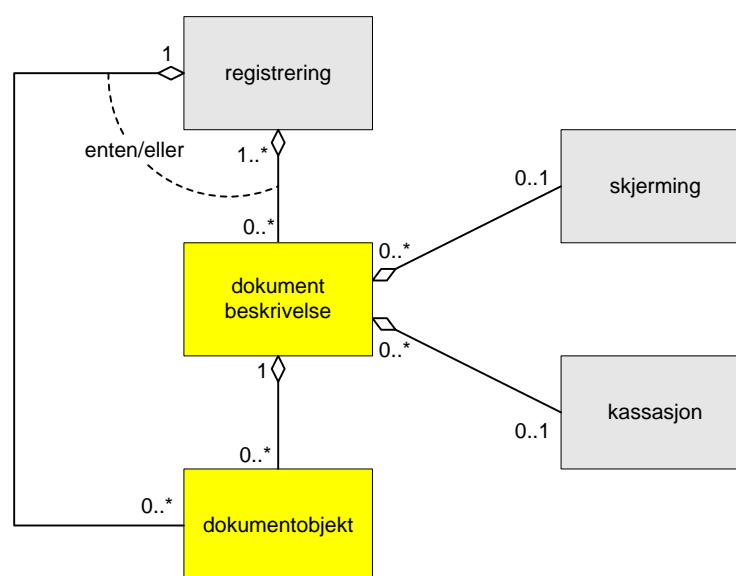 1
registrering
enten/eller
1..*
0..1
skjerming
0..*
0..*
dokument
beskrivelse
0..*
1
kassasjon
0..1
0..*
0..*
dokumentobjekt